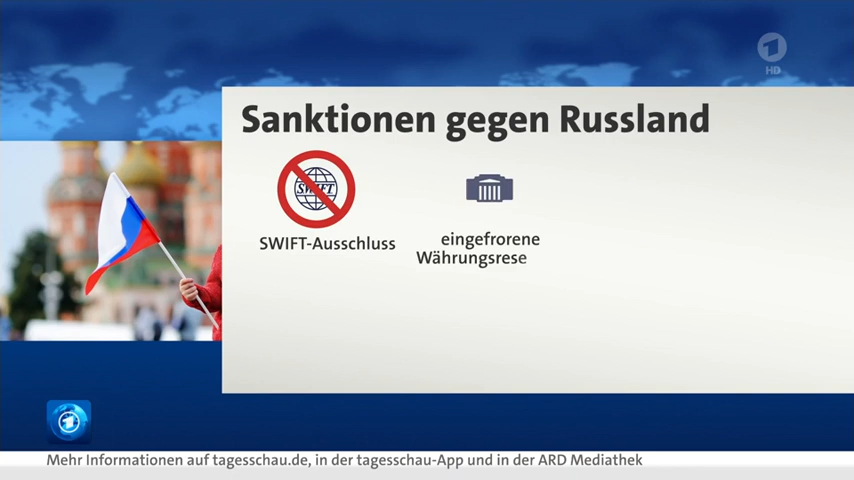 HD
Sanktionen gegen Russland
SWIFT
SWIFT-Ausschluss
eingefrorene
Währungsrese
Mehr Informationen auf tagesschau.de, in der tagesschau-App und in der ARD Mediathek